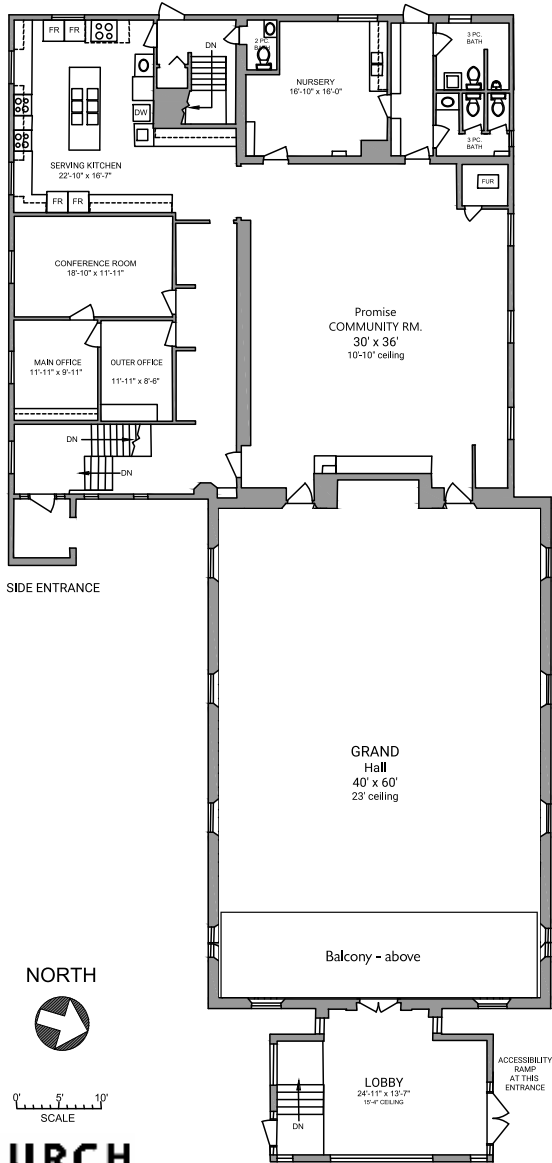 FR
FR
DN
2 PC.
BATH
3 PC.
BATH
NURSERY
16'-10" x 16'-0"
DW
3 PC.
BATH
SERVING KITCHEN
22'-10" x 16'-7"
FUR
FR
FR
CONFERENCE ROOM
18'-10" x 11'-11"
Promise
COMMUNITY RM.
30' x 36'
10'-10" ceiling
MAIN OFFICE
11'-11" x 9'-11"
OUTER OFFICE
11'-11" x 8'-6"
DN
DN
SIDE ENTRANCE
GRAND
Hall
40' x 60'
23' ceiling
Balcony - above
NORTH
ACCESSIBILITY
RAMP
AT THIS
ENTRANCE
LOBBY
24'-11" x 13'-7"
15'-4" CEILING
DN
0' 5' 10'
SCALE
URCH